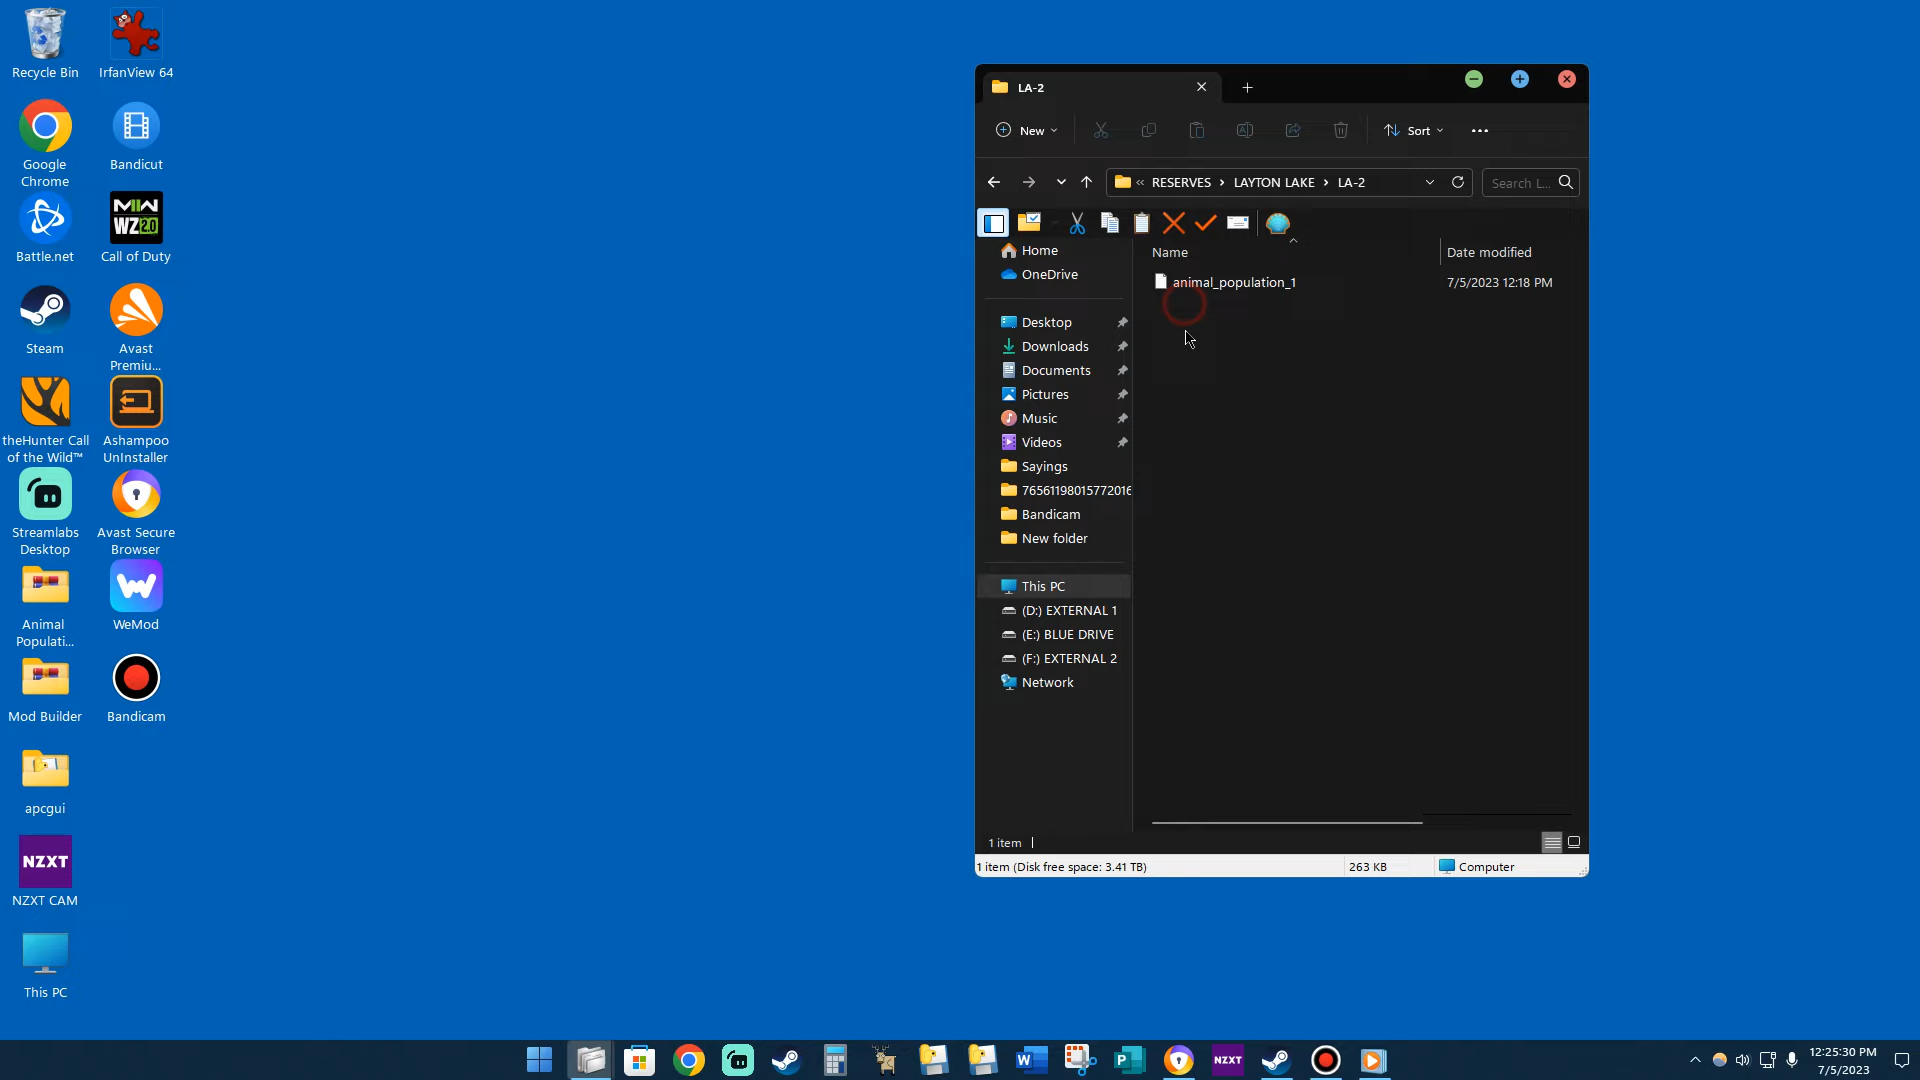 Recycle Bin
IrfanView 64
Google
Chrome
Bandicut
Battle.net
MW
WZ 2.0
Call of Duty
Steam
Avast
Premiu...
theHunter Call
of the Wild™
Ashampoo
UnInstaller
Streamlabs
Desktop
Avast Secure
Browser
Animal
Populati...
WeMod
Mod Builder
Bandicam
apcgui
NZXT
NZXT CAM
This PC
LA-2
New
Sort
« RESERVES › LAYTON LAKE › LA-2
Search L...
Home
OneDrive
Desktop
Downloads
Documents
Pictures
Music
Videos
Sayings
76561198015772016
Bandicam
New folder
This PC
(D:) EXTERNAL 1
(E:) BLUE DRIVE
(F:) EXTERNAL 2
Network
Name
Date modified
animal_population_1
7/5/2023 12:18 PM
1 item
1 item (Disk free space: 3.41 TB)
263 KB
Computer
W
P
NZXT
12:25:30 PM
7/5/2023